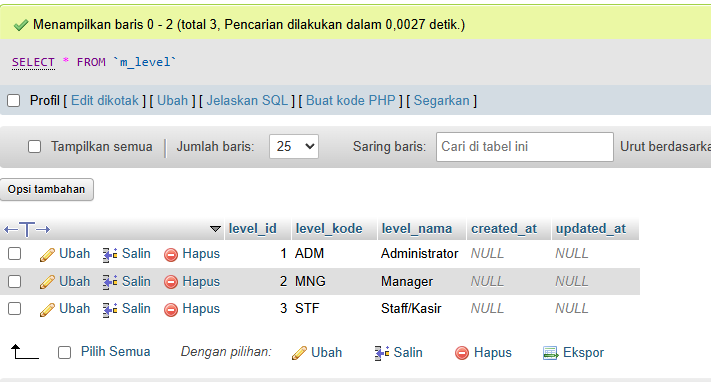 Menampilkan baris 0 - 2 (total 3, Pencarian dilakukan dalam 0,0027 detik.)
SELECT * FROM `m_level`
Profil [ Edit dikotak ] [ Ubah ] [ Jelaskan SQL ] [ Buat kode PHP ] [ Segarkan ]
Tampilkan semua Jumlah baris: 25 Saring baris: Cari di tabel ini Urut berdasarka
Opsi tambahan
level_id level_kode level_nama created_at updated_at
Ubah Salin Hapus 1 ADM Administrator NULL NULL
Ubah Salin Hapus 2 MNG Manager NULL NULL
Ubah Salin Hapus 3 STF Staff/Kasir NULL NULL
Pilih Semua Dengan pilihan: Ubah Salin Hapus Ekspor